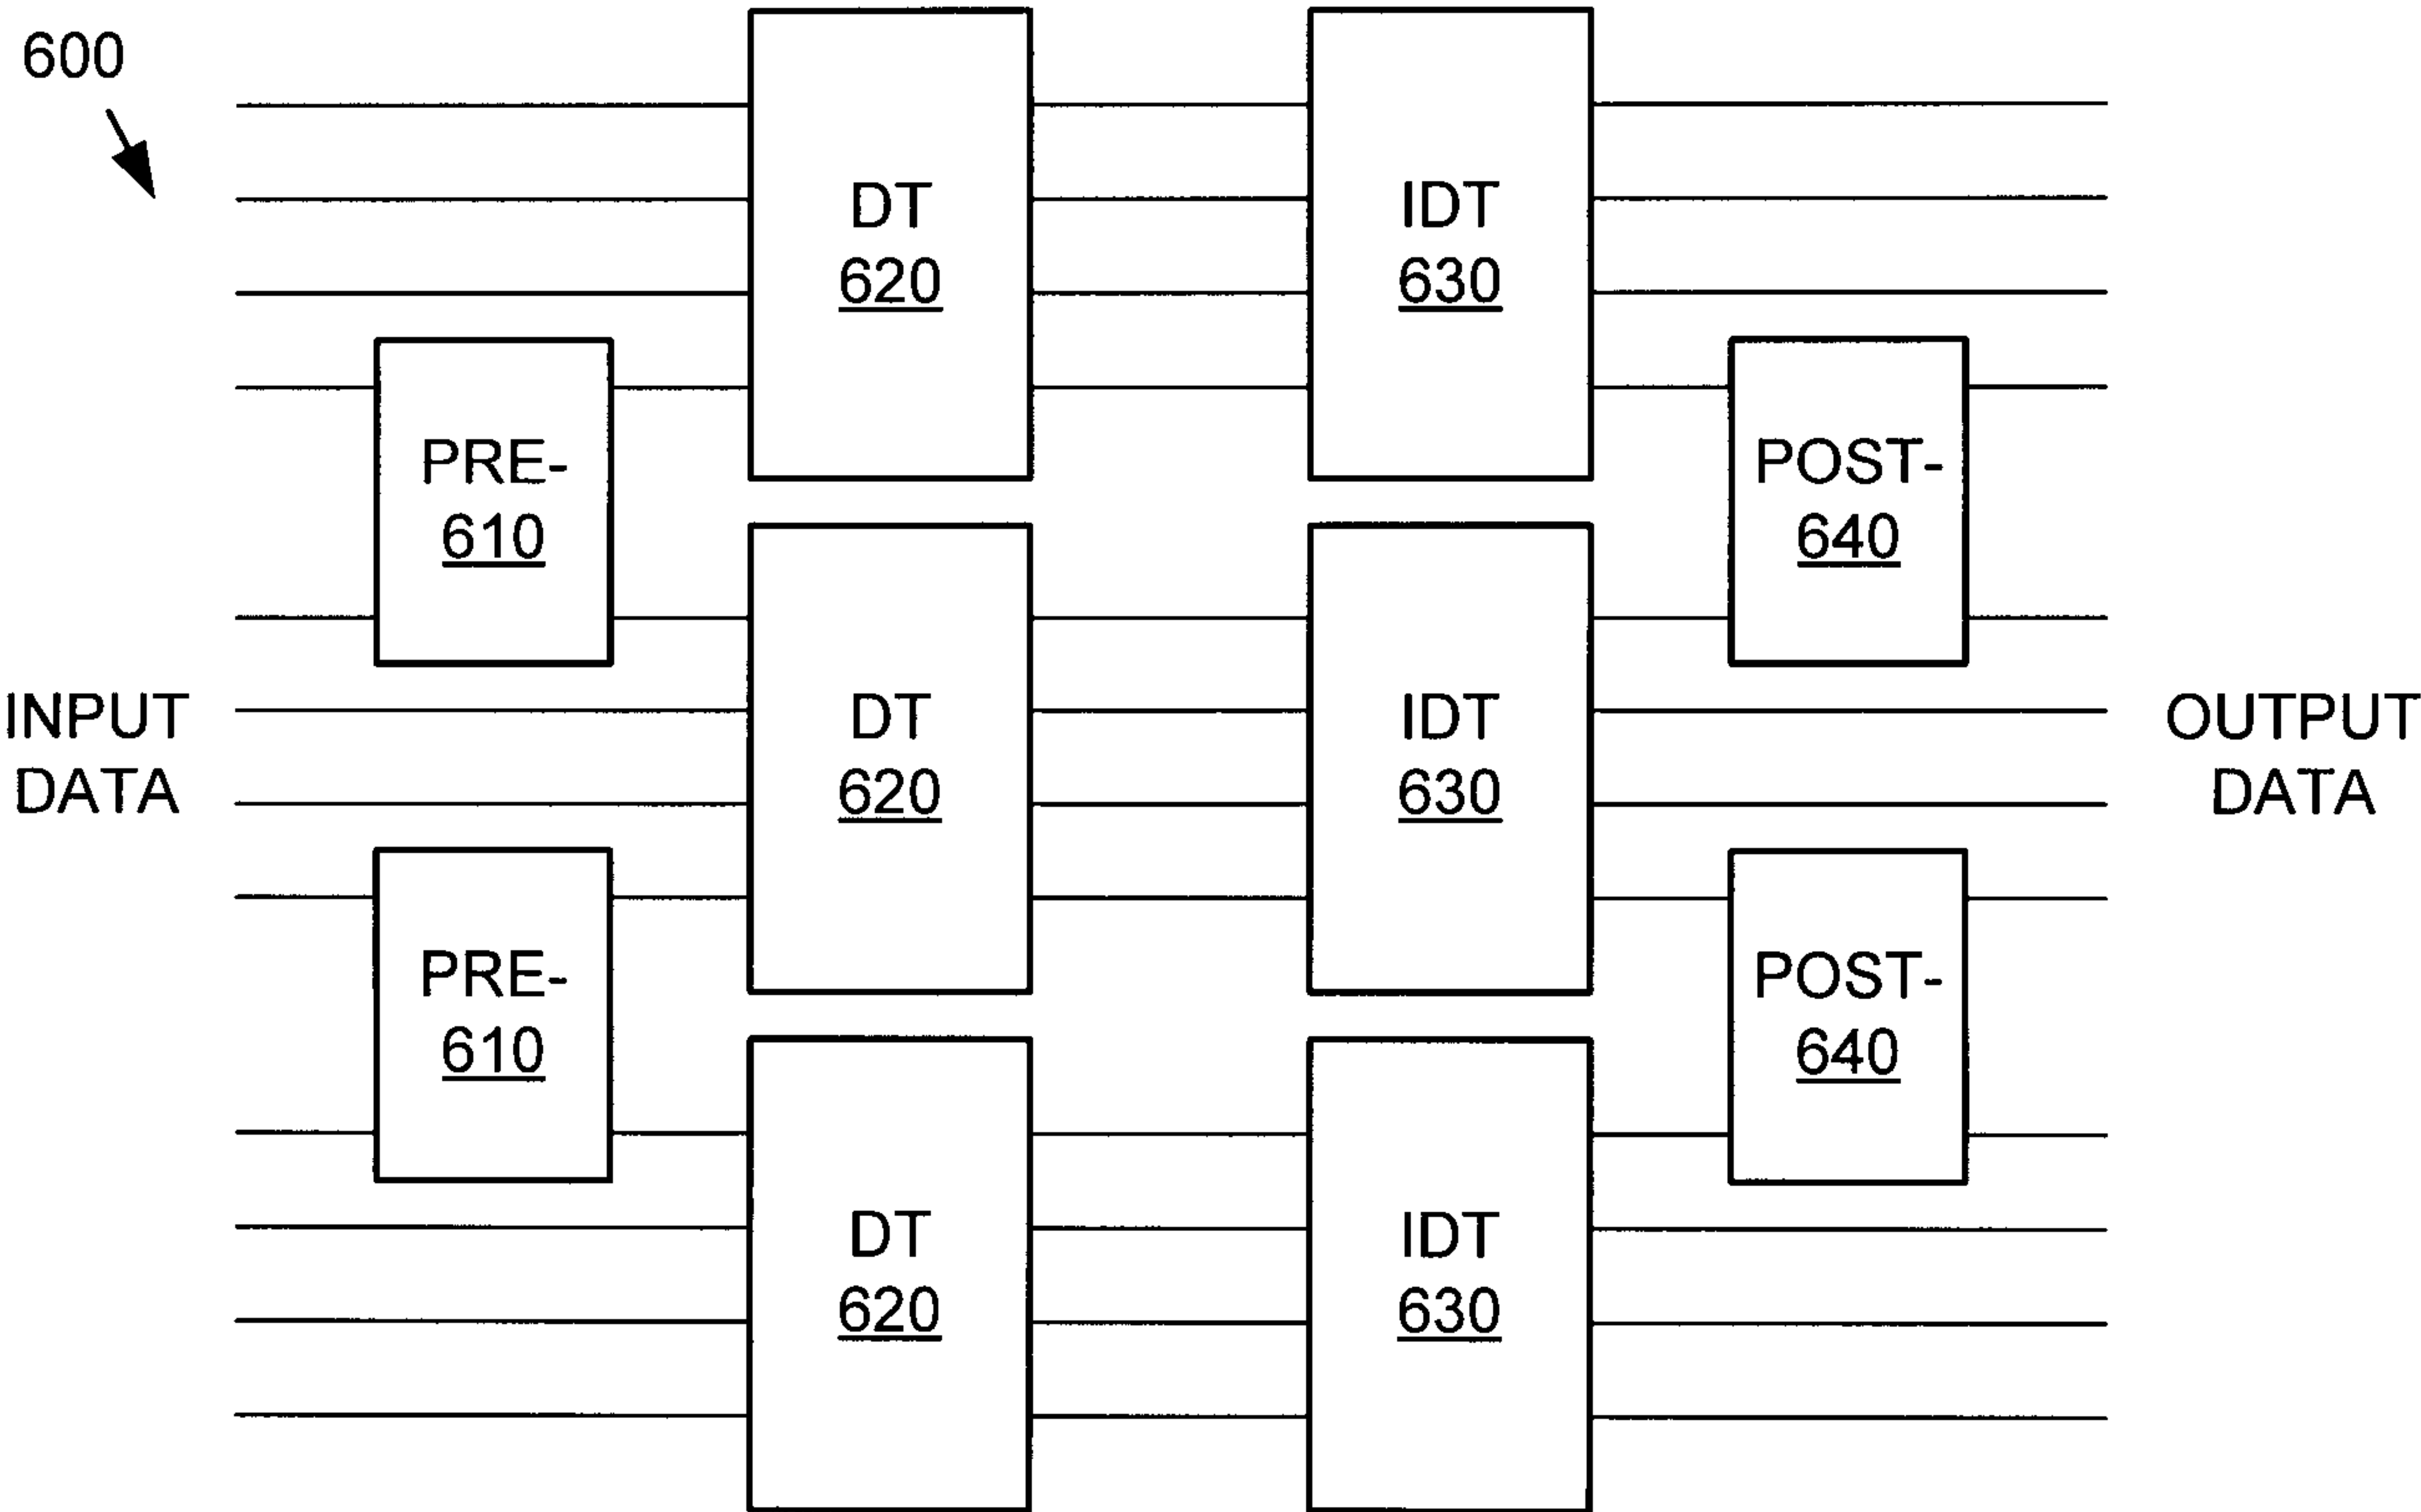 600
DT
620
IDT
630
PRE-
610
POST-
640
INPUT
DATA
DT
620
IDT
630
OUTPUT
DATA
PRE-
610
POST-
640
DT
620
IDT
630